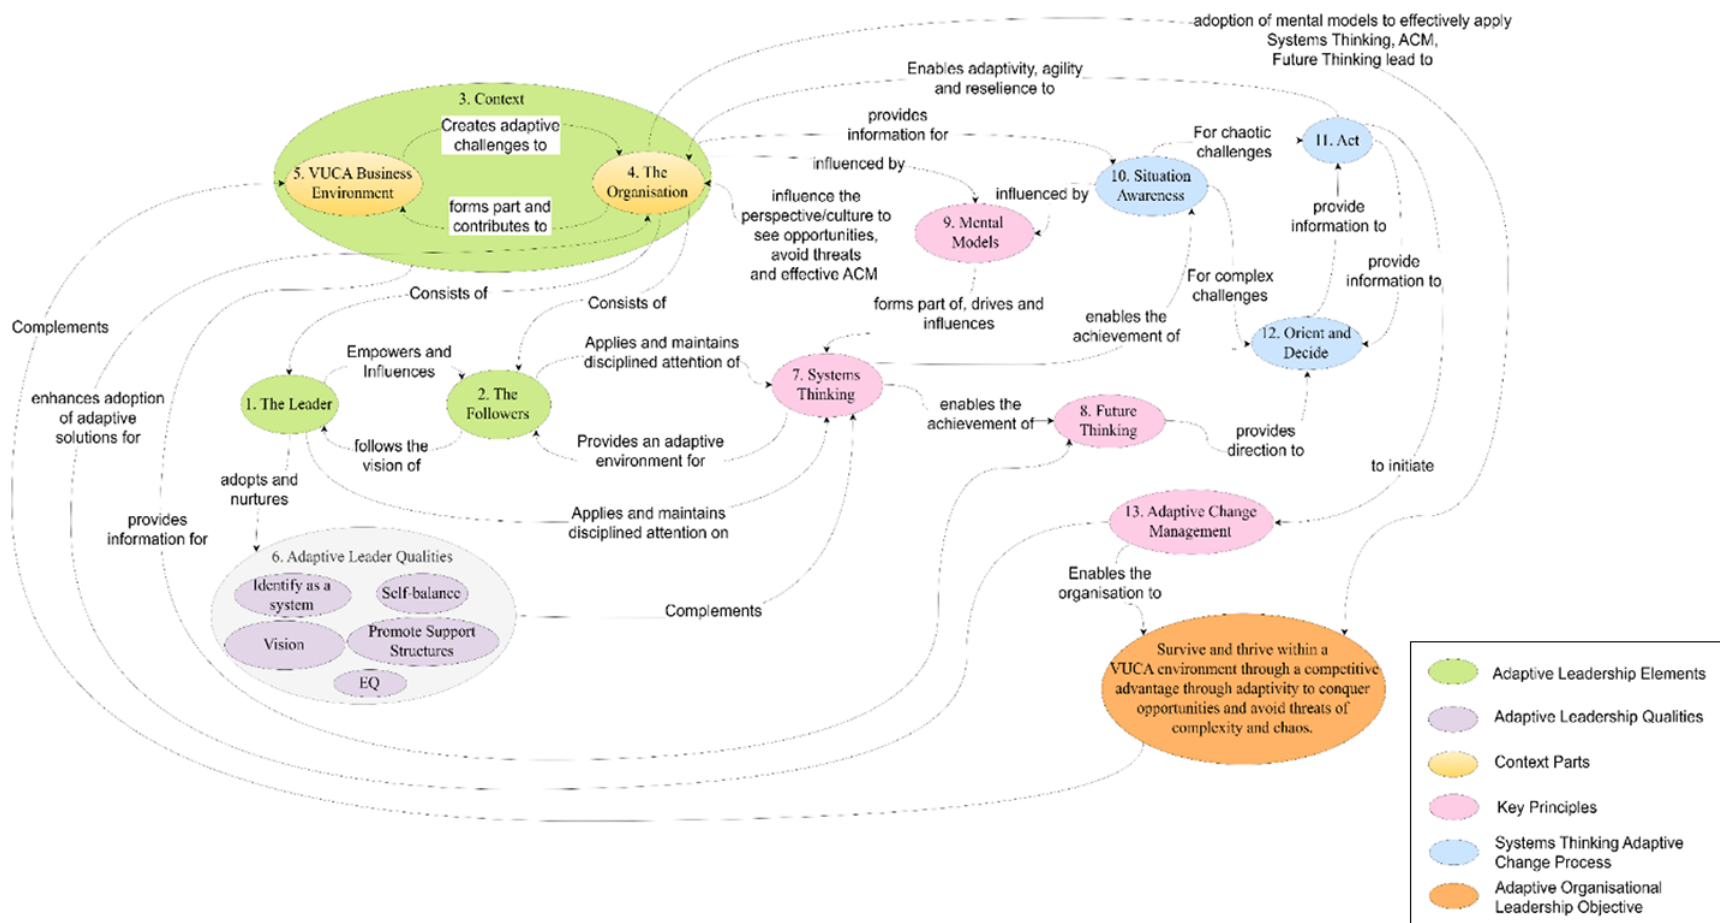 adoption of mental models to effectively apply
Systems Thinking, ACM,
Future Thinking lead to
Enables adaptivity, agility
and reselience to
3. Context
Creates adaptive
challenges to
provides
information for
For chaotic
challenges
11. Act
5. VUCA Business
Environment
4. The
Organisation
influenced by
10. Situation
Awareness
influenced by
forms part and
contributes to
influence the
perspective/culture to
see opportunities,
avoid threats
and effective ACM
9. Mental
Models
provide
information to
provide
information to
For complex
challenges
Consists of
Consists of
forms part of, drives and
influences
enables the
achievement of
Complements
12. Orient and
Decide
Empowers and
Influences
Applies and maintains
disciplined attention of
7. Systems
Thinking
1. The Leader
2. The
Followers
enhances adoption
of adaptive
solutions for
enables the
achievement of
8. Future
Thinking
follows the
vision of
Provides an adaptive
environment for
provides
direction to
to initiate
adopts and
nurtures
provides
information for
Applies and maintains
disciplined attention on
13. Adaptive Change
Management
6. Adaptive Leader Qualities
Identify as a
system
Self-balance
Vision
Promote Support
Structures
EQ
Complements
Enables the
organisation to
Survive and thrive within a
VUCA environment through a competitive
advantage through adaptivity to conquer
opportunities and avoid threats of
complexity and chaos.
Adaptive Leadership Elements
Adaptive Leadership Qualities
Context Parts
Key Principles
Systems Thinking Adaptive
Change Process
Adaptive Organisational
Leadership Objective